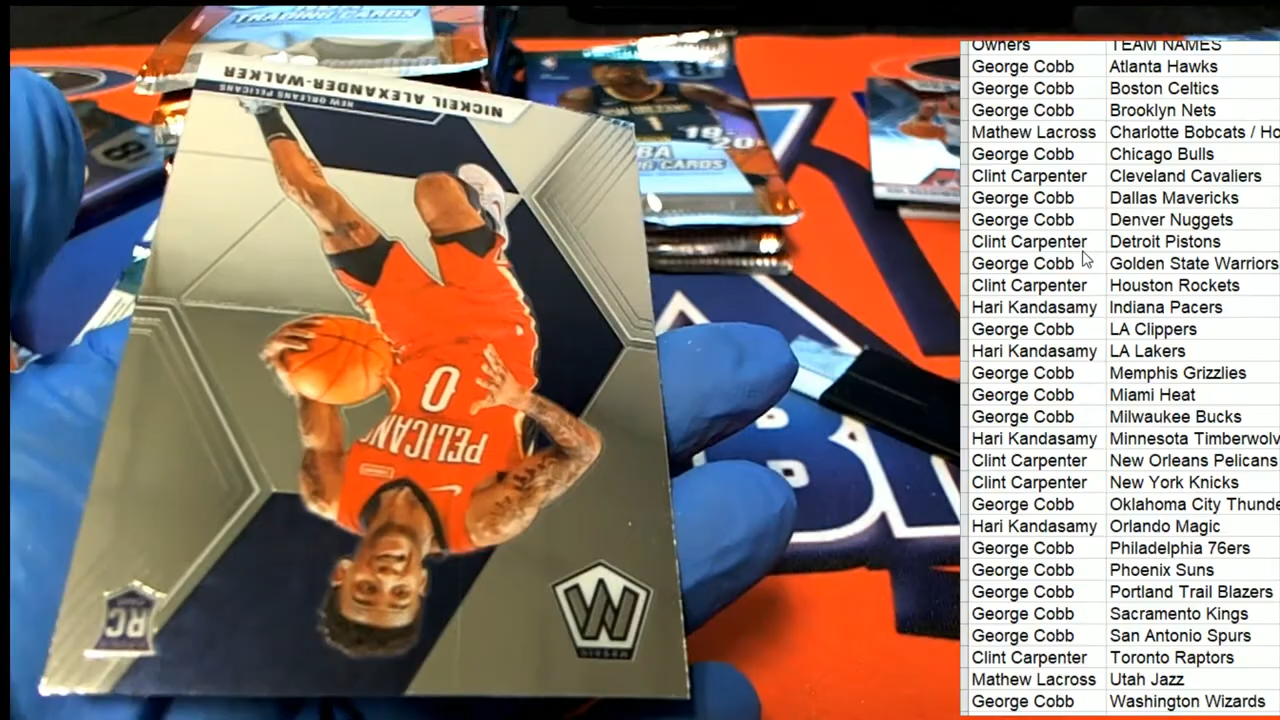 TRADING CARDS
NICKEIL ALEXANDER-WALKER
NEW ORLEANS PELICANS
0
PELICANS
RC
MOSAIC
1
19-20
CARDS
Owners TEAM NAMES
George Cobb Atlanta Hawks
George Cobb Boston Celtics
George Cobb Brooklyn Nets
Mathew Lacross Charlotte Bobcats / Ho
George Cobb Chicago Bulls
Clint Carpenter Cleveland Cavaliers
George Cobb Dallas Mavericks
George Cobb Denver Nuggets
Clint Carpenter Detroit Pistons
George Cobb Golden State Warriors
Clint Carpenter Houston Rockets
Hari Kandasamy Indiana Pacers
George Cobb LA Clippers
Hari Kandasamy LA Lakers
George Cobb Memphis Grizzlies
George Cobb Miami Heat
George Cobb Milwaukee Bucks
Hari Kandasamy Minnesota Timberwolv
Clint Carpenter New Orleans Pelicans
Clint Carpenter New York Knicks
George Cobb Oklahoma City Thunde
Hari Kandasamy Orlando Magic
George Cobb Philadelphia 76ers
George Cobb Phoenix Suns
George Cobb Portland Trail Blazers
George Cobb Sacramento Kings
George Cobb San Antonio Spurs
Clint Carpenter Toronto Raptors
Mathew Lacross Utah Jazz
George Cobb Washington Wizards